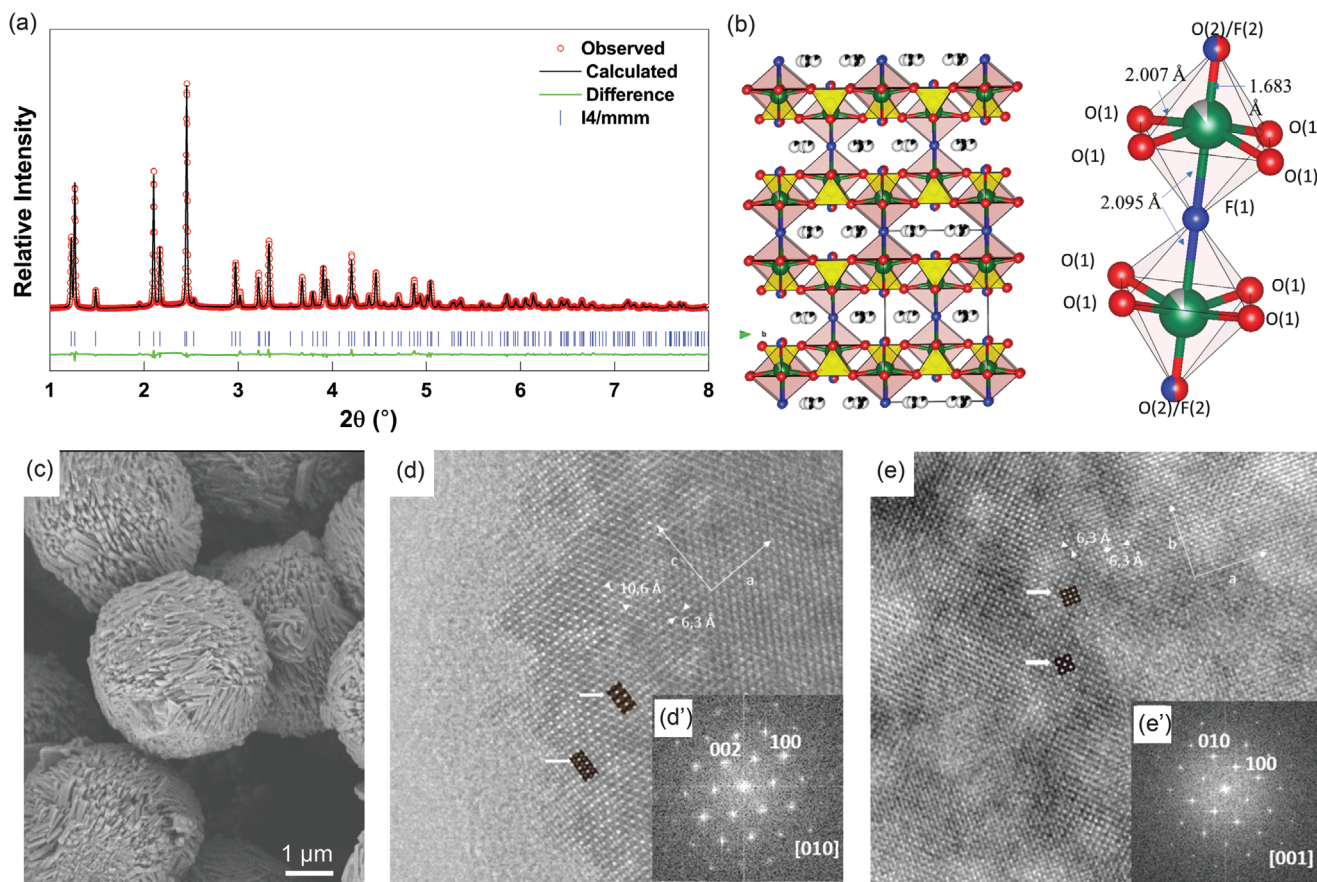 (a)
Observed
Calculated
Difference
I4/mmm
Relative Intensity
1 2 3 4 5 6 7 8
2θ (°)
(b)
b
O(2)/F(2)
2.007 Å
1.683
Å
O(1)
O(1)
O(1)
O(1)
2.095 Å
F(1)
O(1)
O(1)
O(1)
O(1)
O(2)/F(2)
(c)
1 µm
(d)
c
a
10,6 Å
6,3 Å
(d')
002
100
[010]
(e)
6,3 Å
b
6,3 Å
a
(e')
010
100
[001]